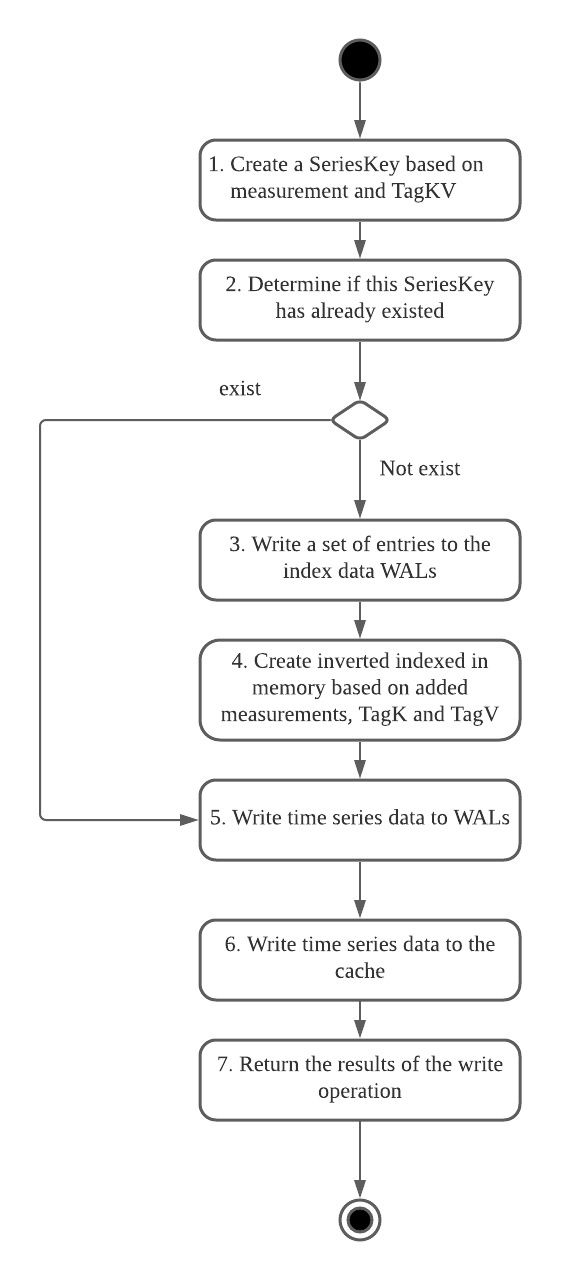 1. Create a SeriesKey based on
measurement and TagKV
2. Determine if this SeriesKey
has already existed
exist
Not exist
3. Write a set of entries to the
index data WALs
4. Create inverted indexed in
memory based on added
measurements, TagK and TagV
5. Write time series data to WALs
6. Write time series data to the
cache
7. Return the results of the write
operation